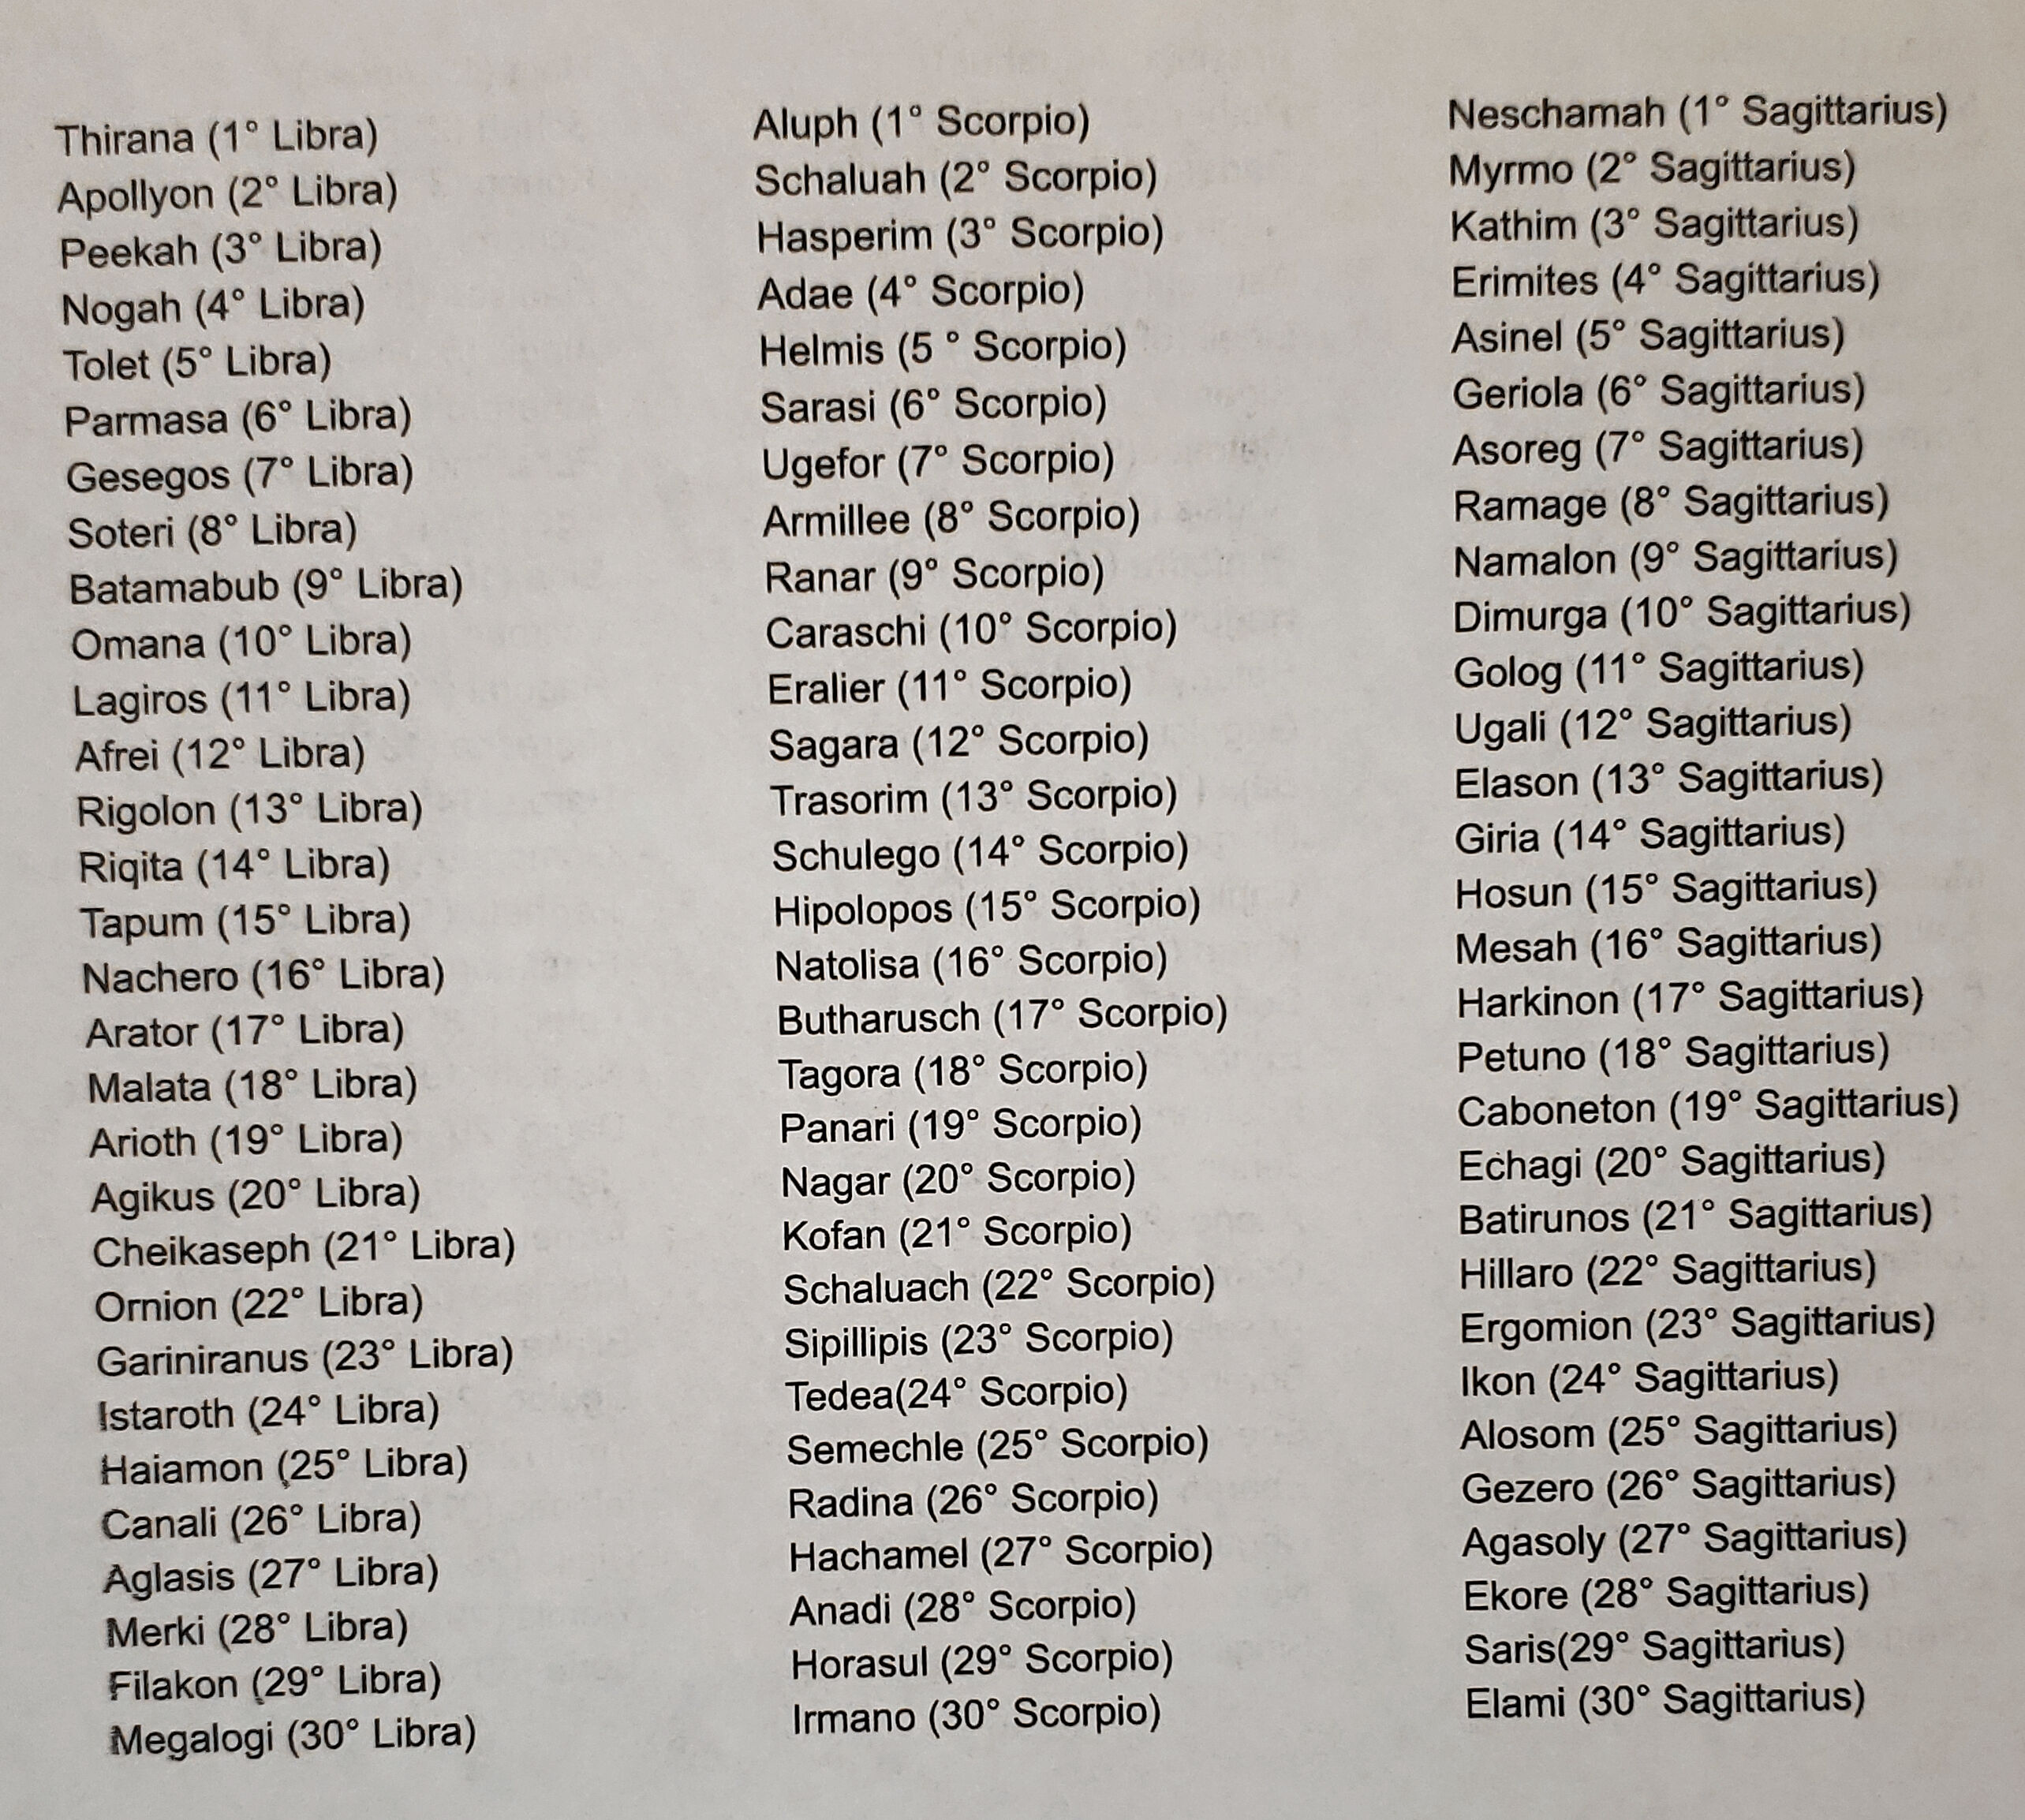 Thirana (1° Libra)
Apollyon (2° Libra)
Peekah (3° Libra)
Nogah (4° Libra)
Tolet (5° Libra)
Parmasa (6° Libra)
Gesegos (7° Libra)
Soteri (8° Libra)
Batamabub (9° Libra)
Omana (10° Libra)
Lagiros (11° Libra)
Afrei (12° Libra)
Rigolon (13° Libra)
Riqita (14° Libra)
Tapum (15° Libra)
Nachero (16° Libra)
Arator (17° Libra)
Malata (18° Libra)
Arioth (19° Libra)
Agikus (20° Libra)
Cheikaseph (21° Libra)
Ornion (22° Libra)
Gariniranus (23° Libra)
Istaroth (24° Libra)
Haiamon (25° Libra)
Canali (26° Libra)
Aglasis (27° Libra)
Merki (28° Libra)
Filakon (29° Libra)
Megalogi (30° Libra)
Aluph (1° Scorpio)
Schaluah (2° Scorpio)
Hasperim (3° Scorpio)
Adae (4° Scorpio)
Helmis (5 ° Scorpio)
Sarasi (6° Scorpio)
Ugefor (7° Scorpio)
Armillee (8° Scorpio)
Ranar (9° Scorpio)
Caraschi (10° Scorpio)
Eralier (11° Scorpio)
Sagara (12° Scorpio)
Trasorim (13° Scorpio)
Schulego (14° Scorpio)
Hipolopos (15° Scorpio)
Natolisa (16° Scorpio)
Butharusch (17° Scorpio)
Tagora (18° Scorpio)
Panari (19° Scorpio)
Nagar (20° Scorpio)
Kofan (21° Scorpio)
Schaluach (22° Scorpio)
Sipillipis (23° Scorpio)
Tedea(24° Scorpio)
Semechle (25° Scorpio)
Radina (26° Scorpio)
Hachamel (27° Scorpio)
Anadi (28° Scorpio)
Horasul (29° Scorpio)
Irmano (30° Scorpio)
Neschamah (1° Sagittarius)
Myrmo (2° Sagittarius)
Kathim (3° Sagittarius)
Erimites (4° Sagittarius)
Asinel (5° Sagittarius)
Geriola (6° Sagittarius)
Asoreg (7° Sagittarius)
Ramage (8° Sagittarius)
Namalon (9° Sagittarius)
Dimurga (10° Sagittarius)
Golog (11° Sagittarius)
Ugali (12° Sagittarius)
Elason (13° Sagittarius)
Giria (14° Sagittarius)
Hosun (15° Sagittarius)
Mesah (16° Sagittarius)
Harkinon (17° Sagittarius)
Petuno (18° Sagittarius)
Caboneton (19° Sagittarius)
Echagi (20° Sagittarius)
Batirunos (21° Sagittarius)
Hillaro (22° Sagittarius)
Ergomion (23° Sagittarius)
Ikon (24° Sagittarius)
Alosom (25° Sagittarius)
Gezero (26° Sagittarius)
Agasoly (27° Sagittarius)
Ekore (28° Sagittarius)
Saris(29° Sagittarius)
Elami (30° Sagittarius)